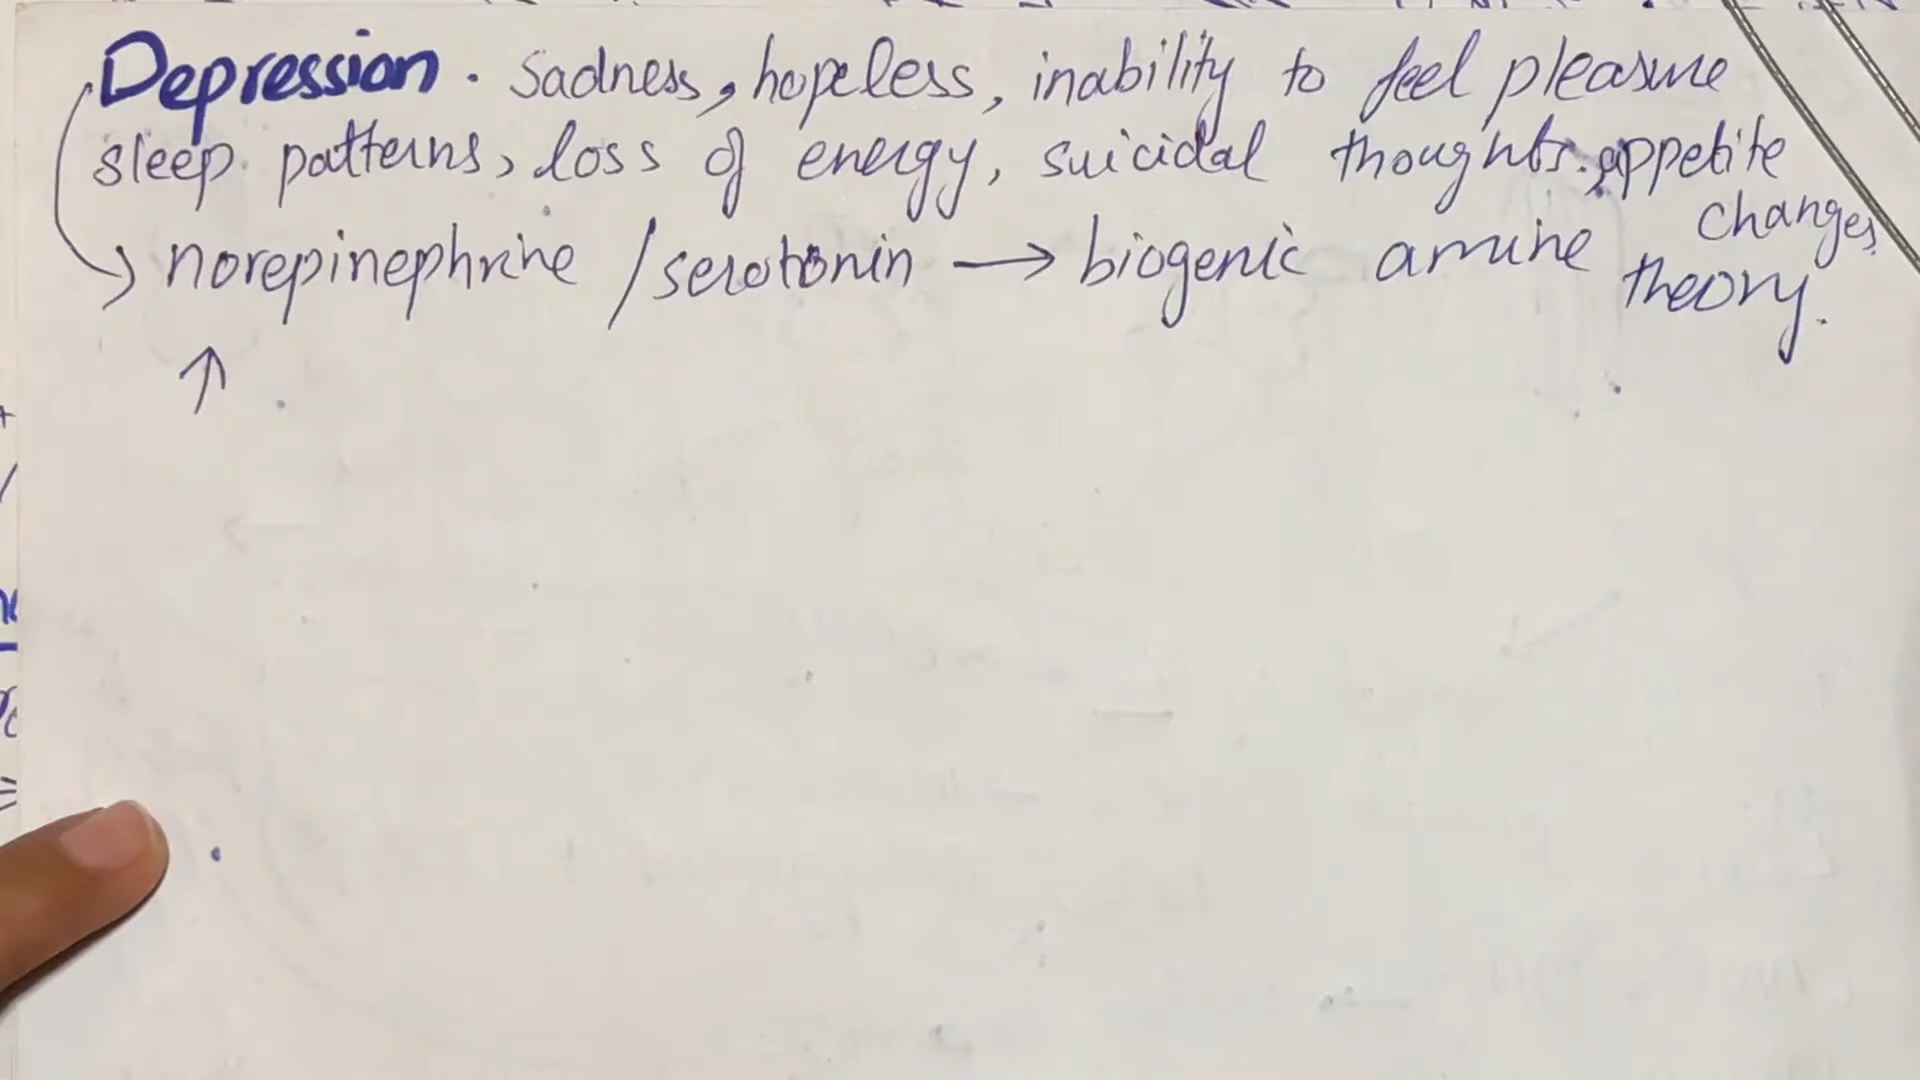 Depression. sadness, hopeless, inability to feel pleasure
sleep patterns, loss of energy, suicidal thoughts, appetite
changes
→ norepinephrine / serotonin → biogenic amine theory.
↑